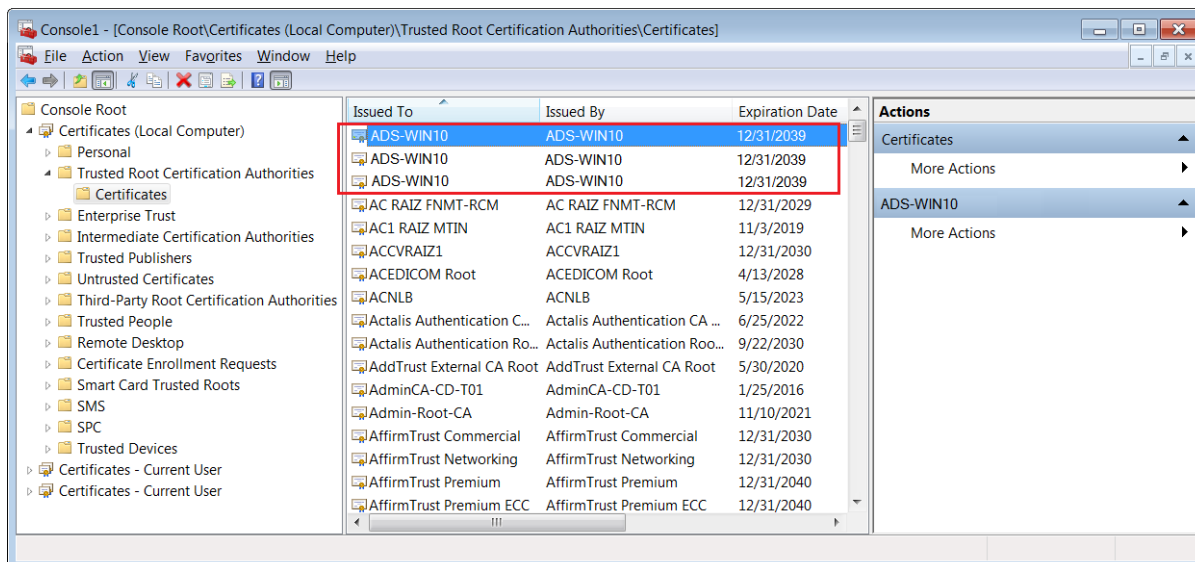 Console1 - [Console Root\Certificates (Local Computer)\Trusted Root Certification Authorities\Certificates]
File Action View Favorites Window Help
Console Root
Certificates (Local Computer)
Personal
Trusted Root Certification Authorities
Certificates
Enterprise Trust
Intermediate Certification Authorities
Trusted Publishers
Untrusted Certificates
Third-Party Root Certification Authorities
Trusted People
Remote Desktop
Certificate Enrollment Requests
Smart Card Trusted Roots
SMS
SPC
Trusted Devices
Certificates - Current User
Certificates - Current User
Issued To Issued By Expiration Date
ADS-WIN10 ADS-WIN10 12/31/2039
ADS-WIN10 ADS-WIN10 12/31/2039
ADS-WIN10 ADS-WIN10 12/31/2039
AC RAIZ FNMT-RCM AC RAIZ FNMT-RCM 12/31/2029
AC1 RAIZ MTIN AC1 RAIZ MTIN 11/3/2019
ACCVRAIZ1 ACCVRAIZ1 12/31/2030
ACEDICOM Root ACEDICOM Root 4/13/2028
ACNLB ACNLB 5/15/2023
Actalis Authentication C... Actalis Authentication CA ... 6/25/2022
Actalis Authentication Ro... Actalis Authentication Roo... 9/22/2030
AddTrust External CA Root AddTrust External CA Root 5/30/2020
AdminCA-CD-T01 AdminCA-CD-T01 1/25/2016
Admin-Root-CA Admin-Root-CA 11/10/2021
AffirmTrust Commercial AffirmTrust Commercial 12/31/2030
AffirmTrust Networking AffirmTrust Networking 12/31/2030
AffirmTrust Premium AffirmTrust Premium 12/31/2040
AffirmTrust Premium ECC AffirmTrust Premium ECC 12/31/2040
Actions
Certificates
More Actions
ADS-WIN10
More Actions